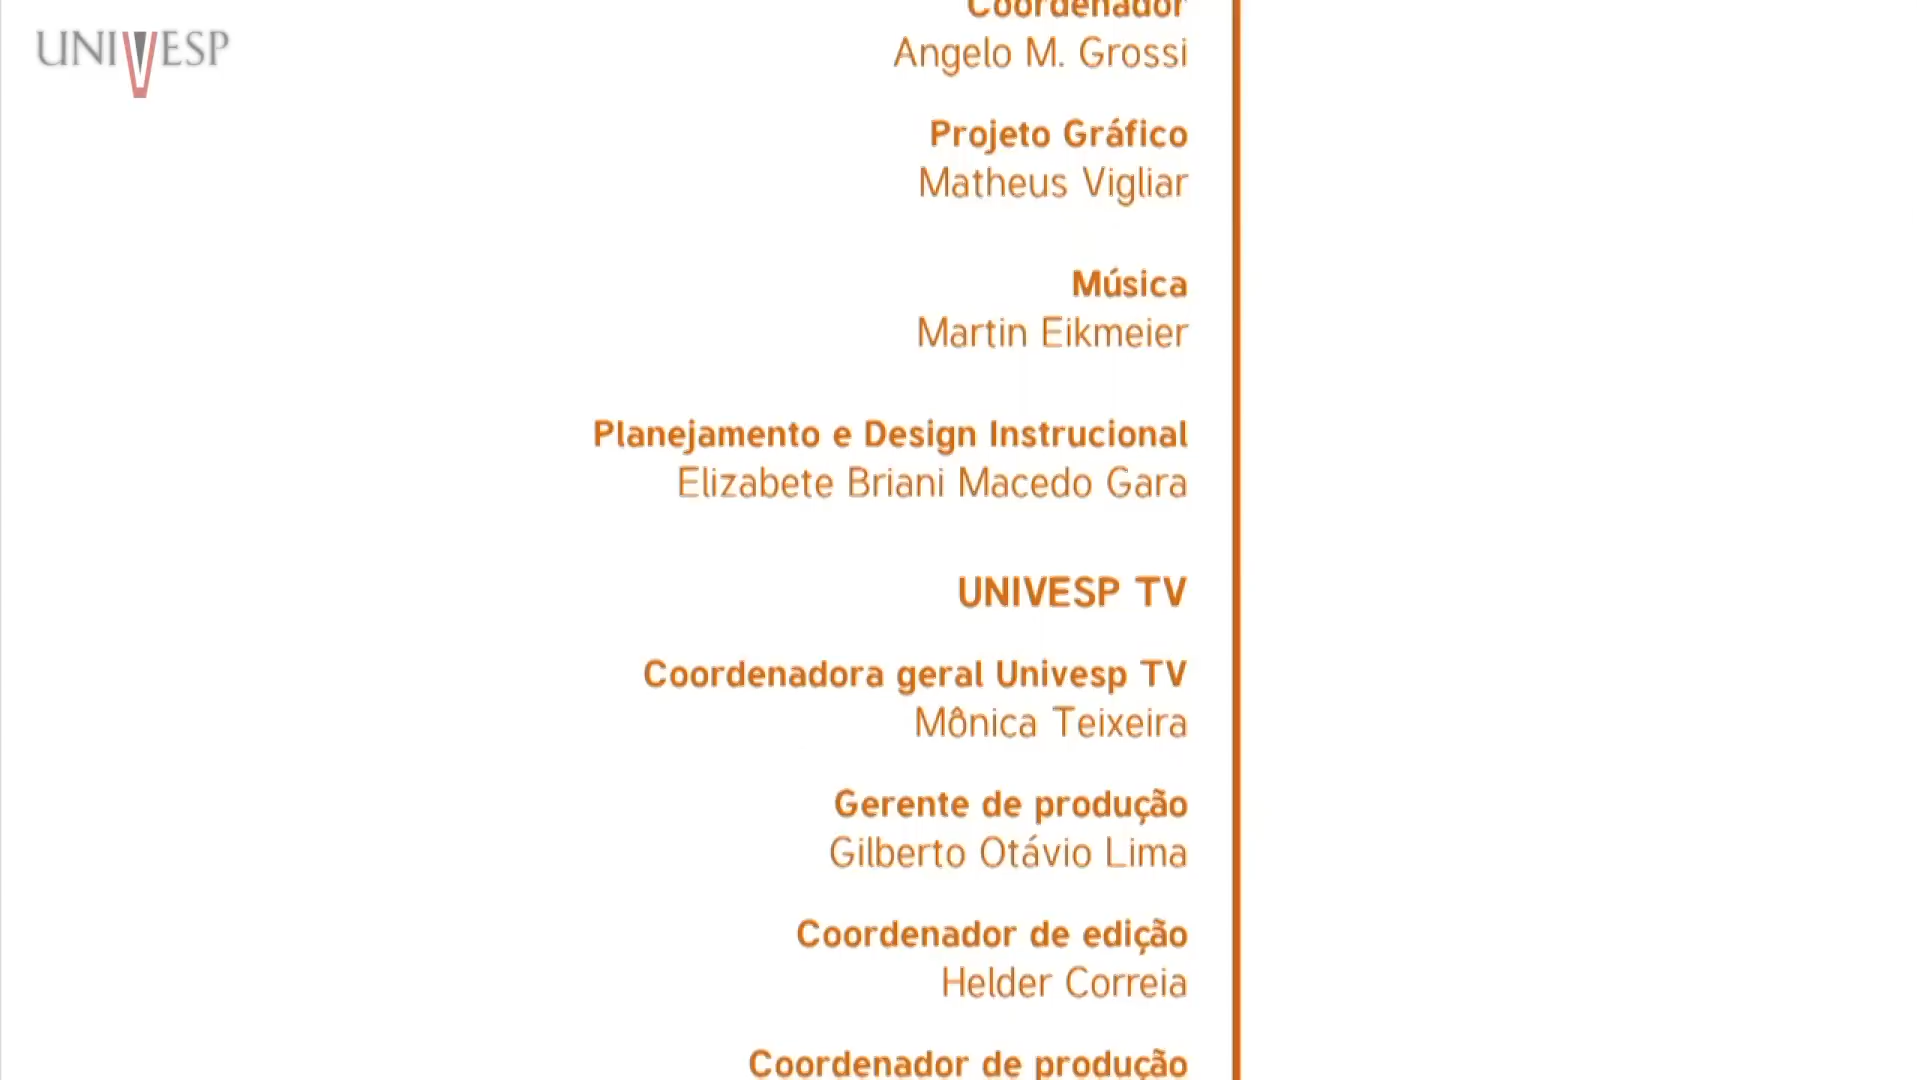 UNIVESP
Coordenador
Angelo M. Grossi
Projeto Gráfico
Matheus Vigliar
Música
Martin Eikmeier
Planejamento e Design Instrucional
Elizabete Briani Macedo Gara
UNIVESP TV
Coordenadora geral Univesp TV
Mônica Teixeira
Gerente de produção
Gilberto Otávio Lima
Coordenador de edição
Helder Correia
Coordenador de produção